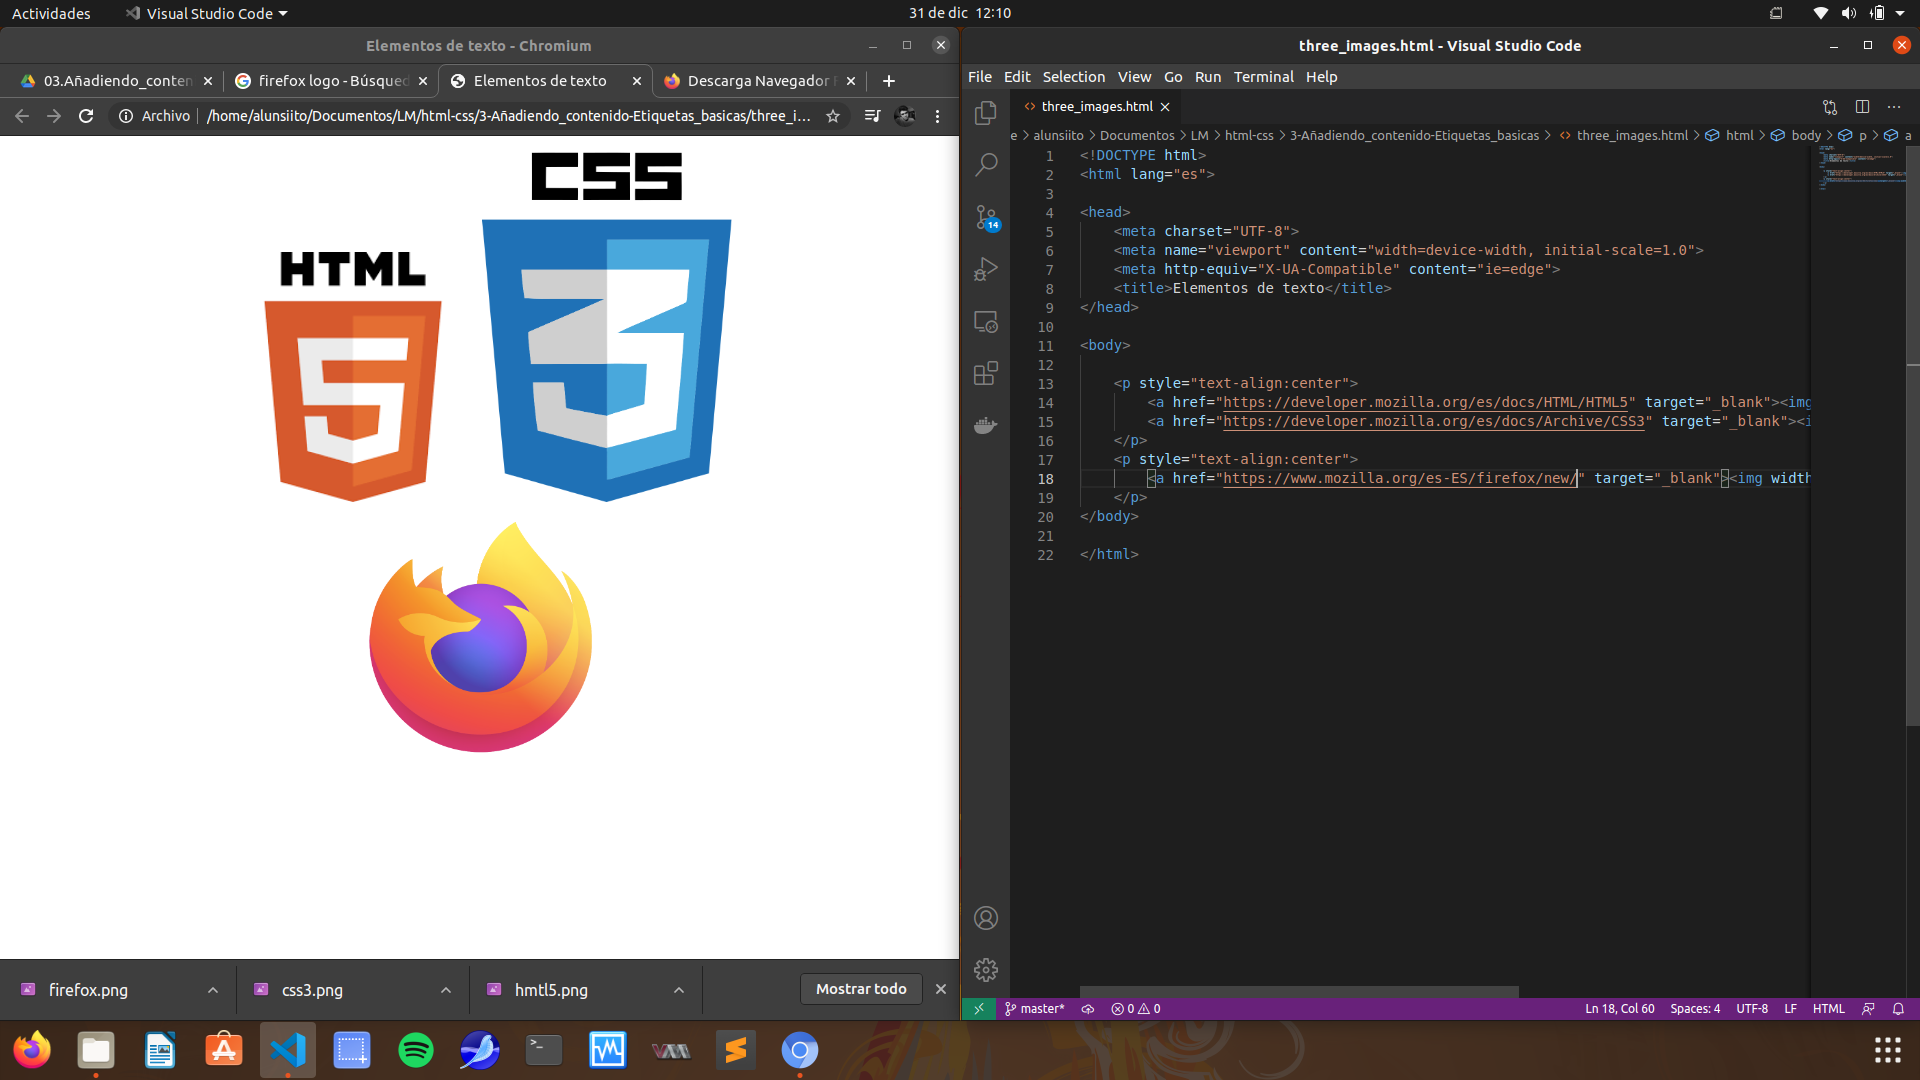 Actividades
Visual Studio Code
31 de dic 12:10
Elementos de texto - Chromium
03.Añadiendo_conten
firefox logo - Búsqued
Elementos de texto
Descarga Navegador F
Archivo
/home/alunsiito/Documentos/LM/html-css/3-Añadiendo_contenido-Etiquetas_basicas/three_i...
CSS
HTML
firefox.png
css3.png
hmtl5.png
Mostrar todo
three_images.html - Visual Studio Code
File Edit Selection View Go Run Terminal Help
three_images.html
e > alunsiito > Documentos > LM > html-css > 3-Añadiendo_contenido-Etiquetas_basicas > three_images.html > html > body > p > a
14
1 <!DOCTYPE html>
2 <html lang="es">
3
4 <head>
5 <meta charset="UTF-8">
6 <meta name="viewport" content="width=device-width, initial-scale=1.0">
7 <meta http-equiv="X-UA-Compatible" content="ie=edge">
8 <title>Elementos de texto</title>
9 </head>
10
11 <body>
12
13 <p style="text-align:center">
14 <a href="https://developer.mozilla.org/es/docs/HTML/HTML5" target="_blank"><img
15 <a href="https://developer.mozilla.org/es/docs/Archive/CSS3" target="_blank"><i
16 </p>
17 <p style="text-align:center">
18 <a href="https://www.mozilla.org/es-ES/firefox/new/" target="_blank"><img width
19 </p>
20 </body>
21
22 </html>
master*
0 0
Ln 18, Col 60
Spaces: 4
UTF-8
LF
HTML